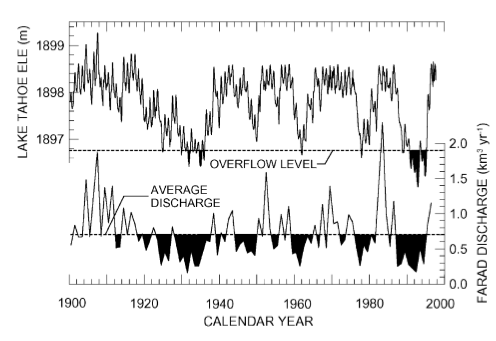 LAKE TAHOE ELE (m)
1899
1898
1897
OVERFLOW LEVEL
AVERAGE
DISCHARGE
2.0
1.5
1.0
0.5
0.0
FARAD DISCHARGE (km³ yr⁻¹)
1900
1920
1940
1960
1980
2000
CALENDAR YEAR